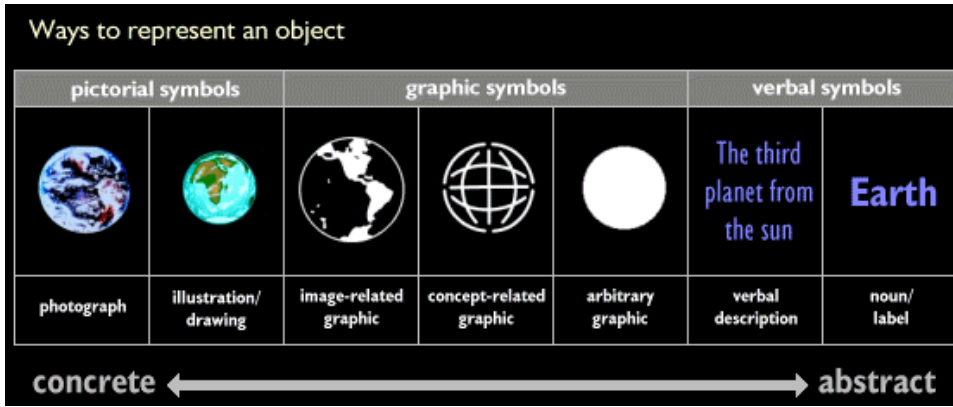 Ways to represent an object
pictorial symbols
graphic symbols
verbal symbols
The third
planet from
the sun
Earth
photograph
illustration/
drawing
image-related
graphic
concept-related
graphic
arbitrary
graphic
verbal
description
noun/
label
concrete
abstract